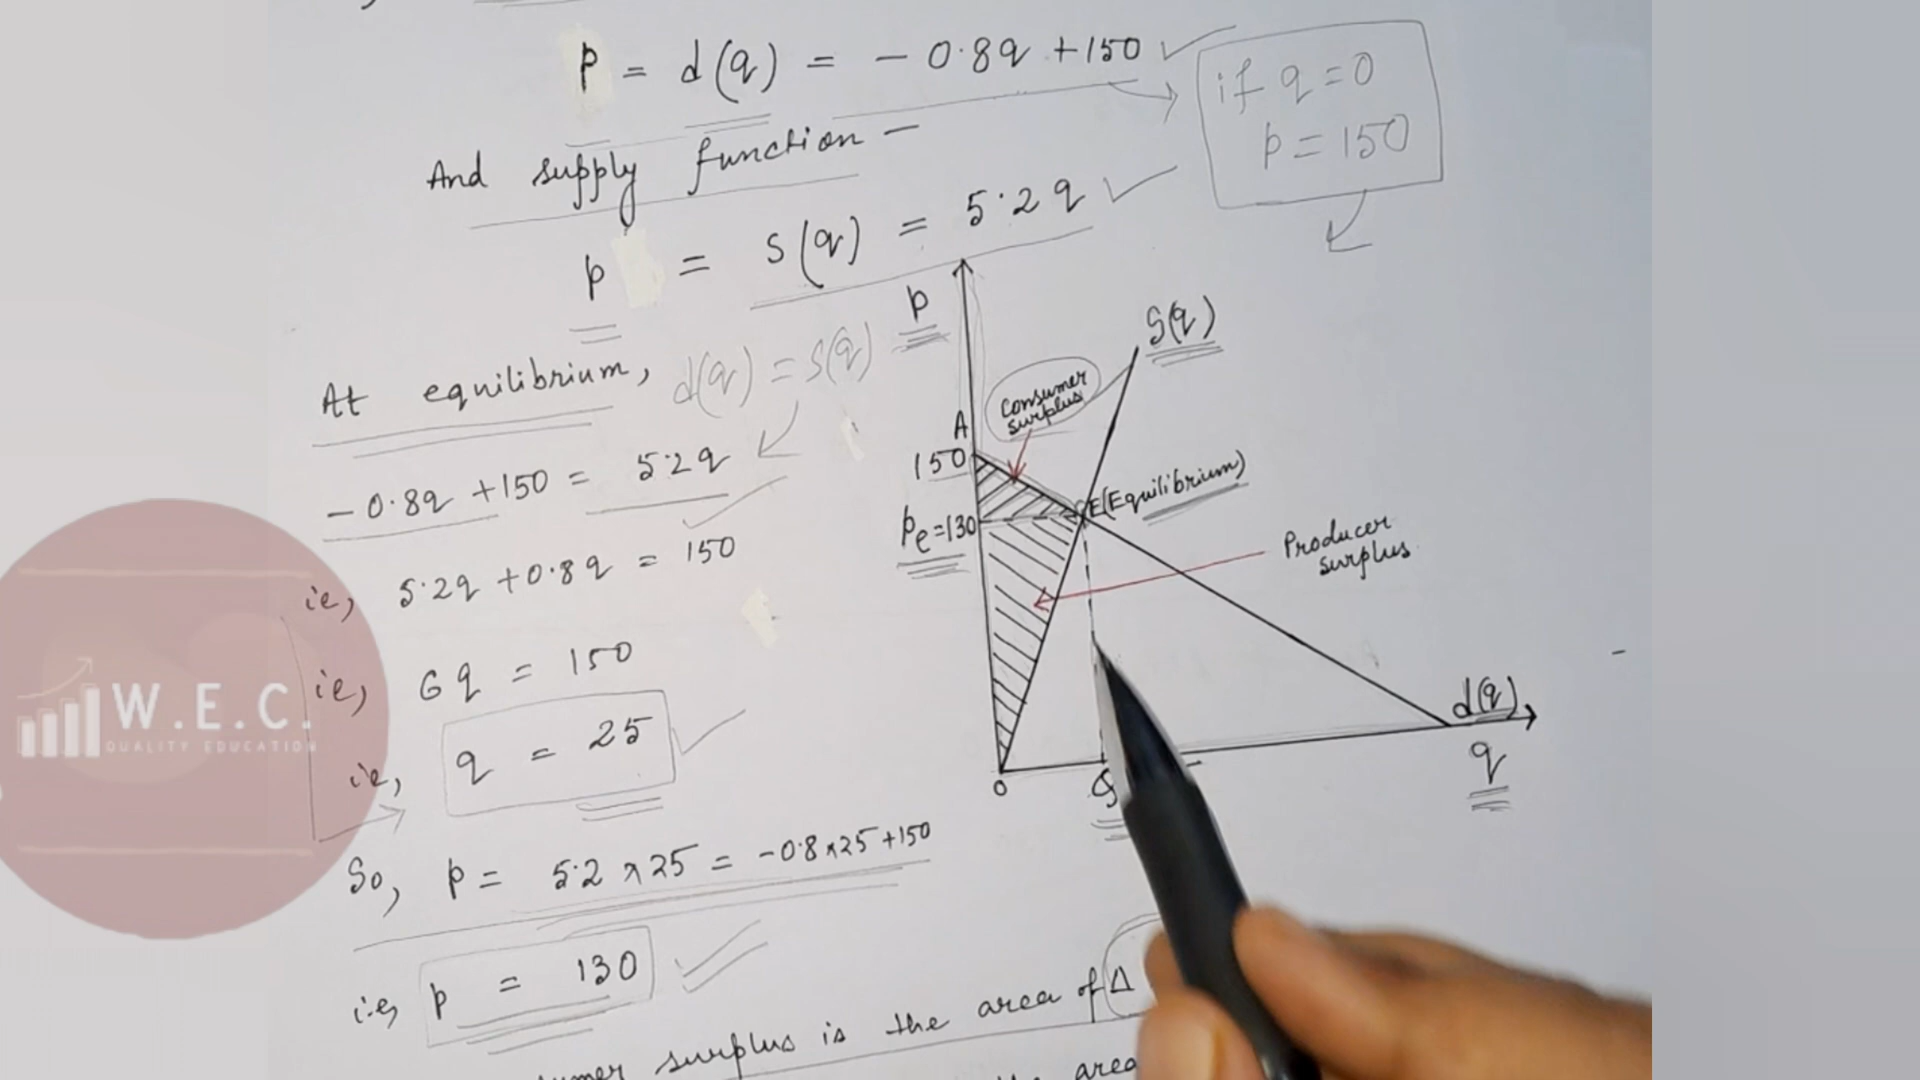 p = d(q) = - 0.8q + 150
if q = 0
p = 150
And supply function -
p = s(q) = 5.2q
At equilibrium, d(q) = s(q)
-0.8q + 150 = 5.2q
ie, 5.2q + 0.8q = 150
ie, 6q = 150
ie, q = 25
So, p = 5.2 × 25 = -0.8×25 + 150
i.e, p = 130
surplus is the area of Δ
the area
p
S(q)
Consumer
surplus
A
150
E(Equilibrium)
pe = 130
Producer
surplus
d(q)
q
0
W.E.C.
QUALITY EDUCATION